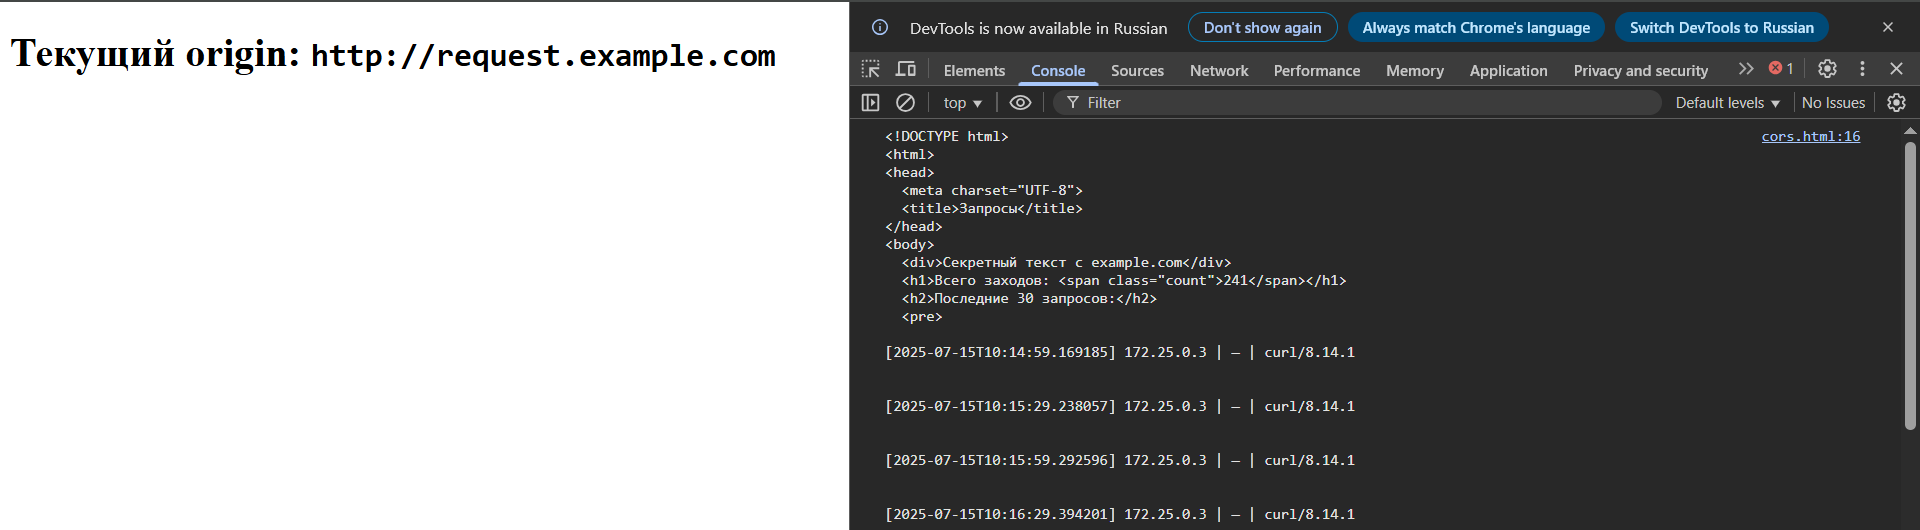 Текущий origin: http://request.example.com
DevTools is now available in Russian Don't show again Always match Chrome's language Switch DevTools to Russian
Elements Console Sources Network Performance Memory Application Privacy and security 1
top Filter Default levels No Issues
<!DOCTYPE html> cors.html:16
<html>
<head>
<meta charset="UTF-8">
<title>Запросы</title>
</head>
<body>
<div>Секретный текст с example.com</div>
<h1>Всего заходов: <span class="count">241</span></h1>
<h2>Последние 30 запросов:</h2>
<pre>
[2025-07-15T10:14:59.169185] 172.25.0.3 | — | curl/8.14.1
[2025-07-15T10:15:29.238057] 172.25.0.3 | — | curl/8.14.1
[2025-07-15T10:15:59.292596] 172.25.0.3 | — | curl/8.14.1
[2025-07-15T10:16:29.394201] 172.25.0.3 | — | curl/8.14.1